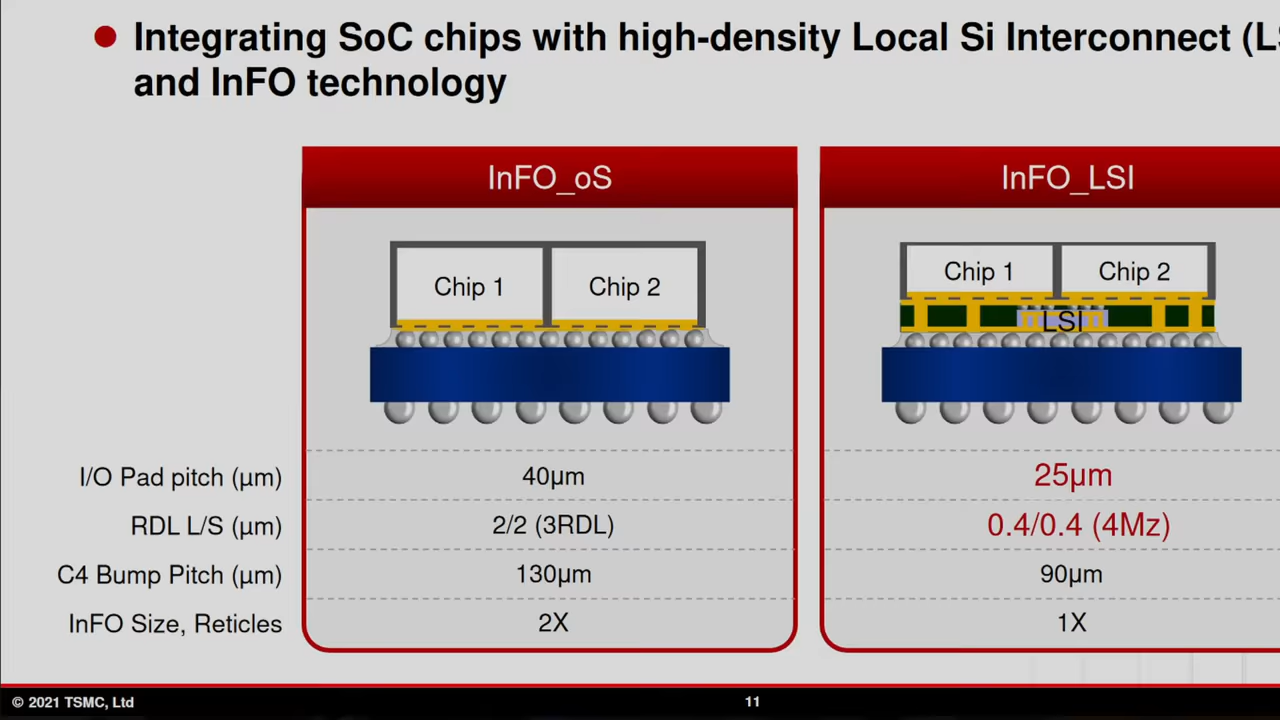 Integrating SoC chips with high-density Local Si Interconnect (LS
and InFO technology
InFO_oS
InFO_LSI
Chip 1
Chip 2
Chip 1
Chip 2
LSI
I/O Pad pitch (µm)
40µm
25µm
RDL L/S (µm)
2/2 (3RDL)
0.4/0.4 (4Mz)
C4 Bump Pitch (µm)
130µm
90µm
InFO Size, Reticles
2X
1X
© 2021 TSMC, Ltd
11